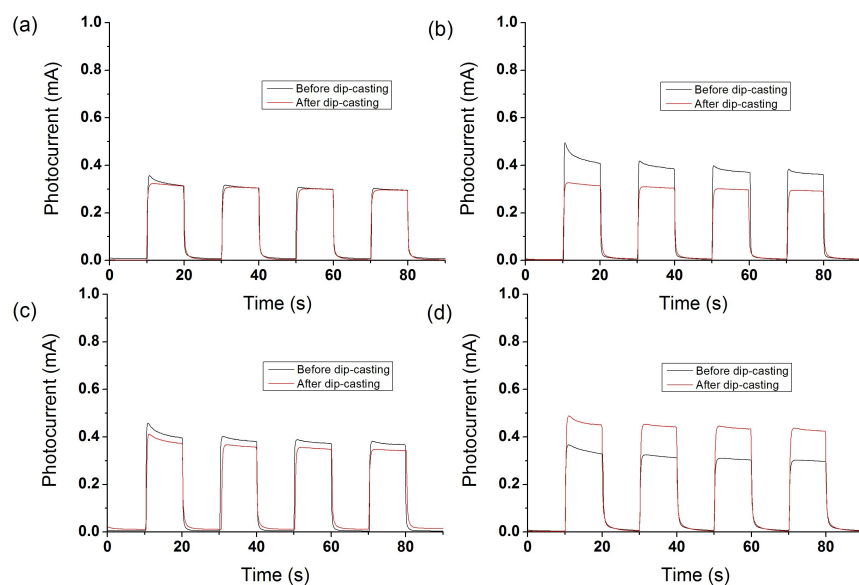 (a)
1.0
0.8
0.6
0.4
0.2
0.0
Photocurrent (mA)
Before dip-casting
After dip-casting
0 20 40 60 80
Time (s)
(b)
1.0
0.8
0.6
0.4
0.2
0.0
Photocurrent (mA)
Before dip-casting
After dip-casting
0 20 40 60 80
Time (s)
(c)
1.0
0.8
0.6
0.4
0.2
0.0
Photocurrent (mA)
Before dip-casting
After dip-casting
0 20 40 60 80
Time (s)
(d)
1.0
0.8
0.6
0.4
0.2
0.0
Photocurrent (mA)
Before dip-casting
After dip-casting
0 20 40 60 80
Time (s)